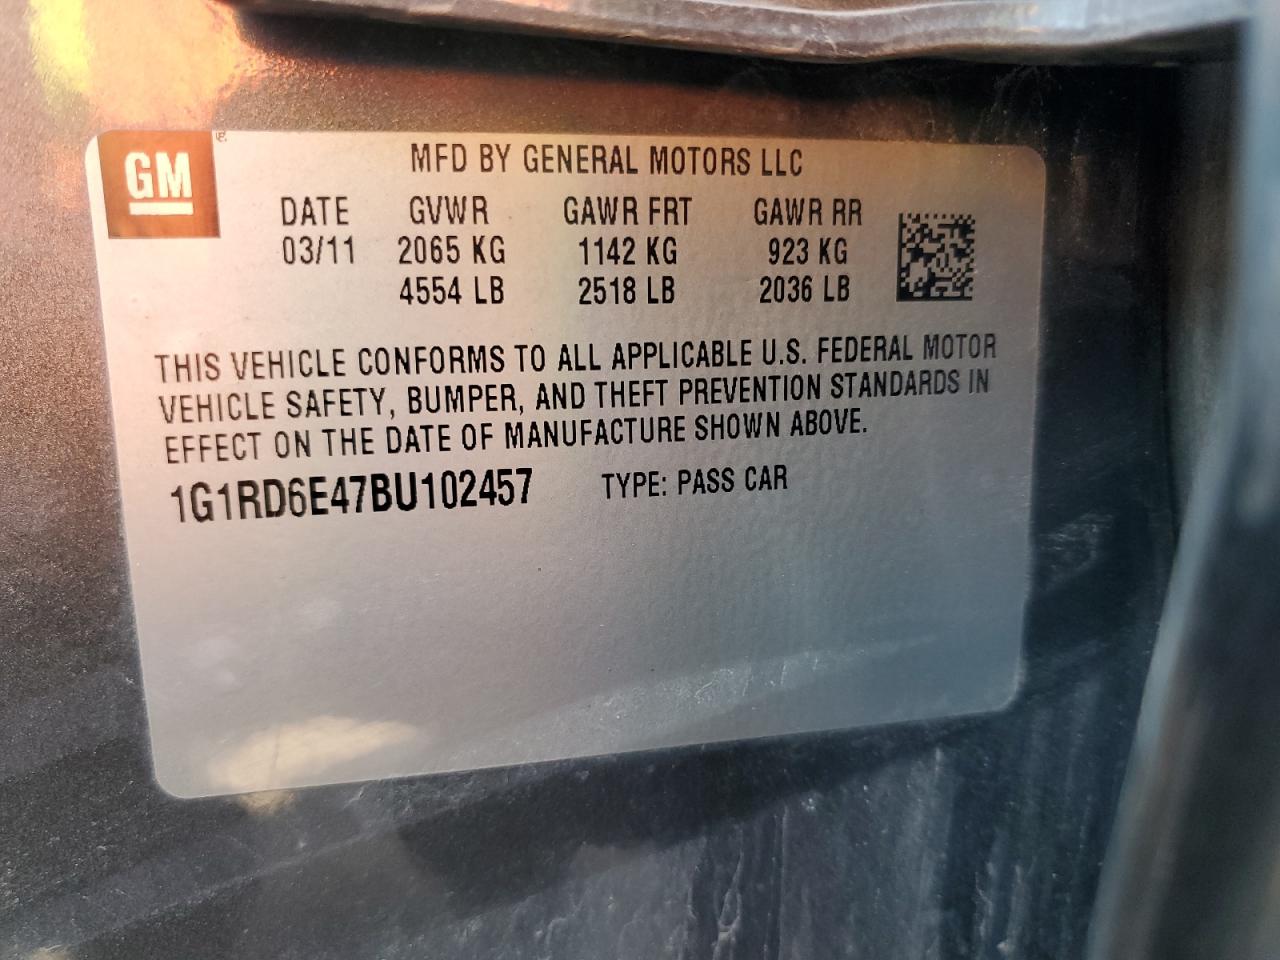 GM
MFD BY GENERAL MOTORS LLC
DATE GVWR GAWR FRT GAWR RR
03/11 2065 KG 1142 KG 923 KG
4554 LB 2518 LB 2036 LB
THIS VEHICLE CONFORMS TO ALL APPLICABLE U.S. FEDERAL MOTOR
VEHICLE SAFETY, BUMPER, AND THEFT PREVENTION STANDARDS IN
EFFECT ON THE DATE OF MANUFACTURE SHOWN ABOVE.
1G1RD6E47BU102457 TYPE: PASS CAR